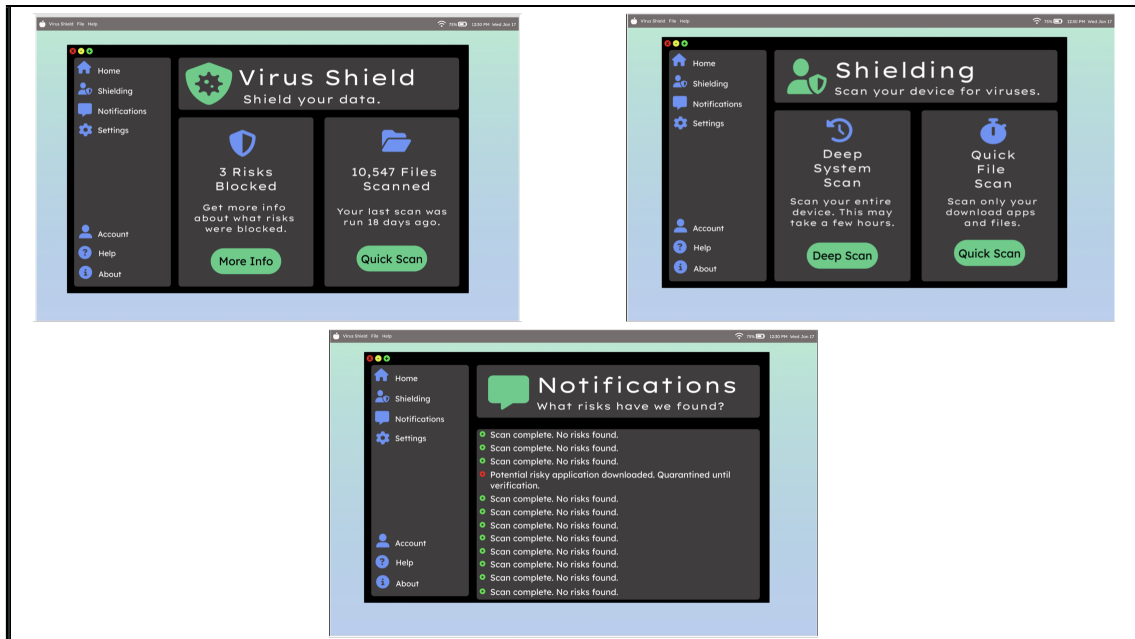 Virus Shield File Help
75% 12:30 PM Wed Jan 17
Home
Shielding
Notifications
Settings
Account
Help
About
Virus Shield
Shield your data.
3 Risks
Blocked
Get more info
about what risks
were blocked.
More Info
10,547 Files
Scanned
Your last scan was
run 18 days ago.
Quick Scan
Virus Shield File Help
75% 12:30 PM Wed Jan 17
Home
Shielding
Notifications
Settings
Account
Help
About
Shielding
Scan your device for viruses.
Deep
System
Scan
Scan your entire
device. This may
take a few hours.
Deep Scan
Quick
File
Scan
Scan only your
download apps
and files.
Quick Scan
Virus Shield File Help
75% 12:30 PM Wed Jan 17
Home
Shielding
Notifications
Settings
Account
Help
About
Notifications
What risks have we found?
Scan complete. No risks found.
Scan complete. No risks found.
Scan complete. No risks found.
Potential risky application downloaded. Quarantined until
verification.
Scan complete. No risks found.
Scan complete. No risks found.
Scan complete. No risks found.
Scan complete. No risks found.
Scan complete. No risks found.
Scan complete. No risks found.
Scan complete. No risks found.
Scan complete. No risks found.